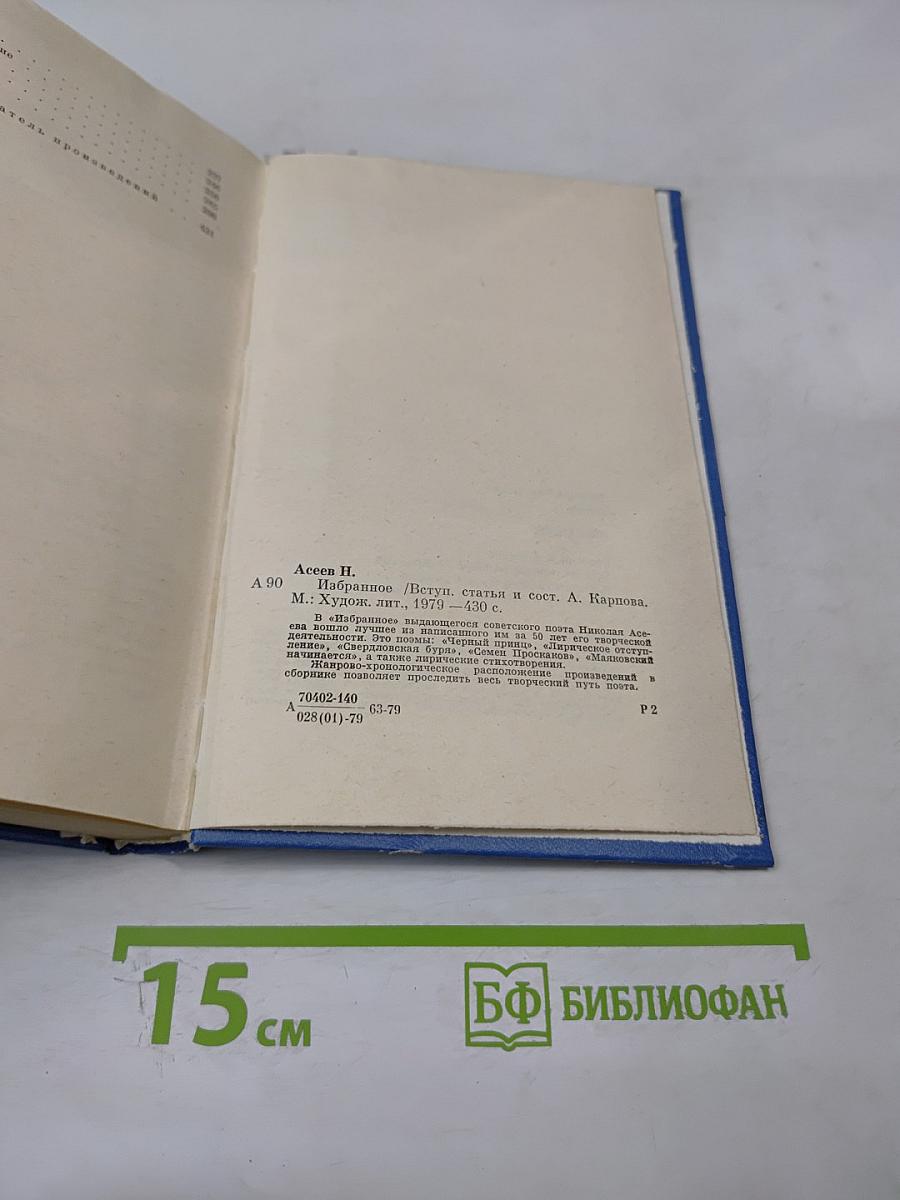 произведений
Асеев Н.
А 90
Избранное /Вступ. статья и сост. А. Карпова.
М.: Худож. лит., 1979 —430 с.
В «Избранное» выдающегося советского поэта Николая Асе-
ева вошло лучшее из написанного им за 50 лет его творческой
деятельности. Это поэмы: «Черный принц», «Лирическое отступ-
ление», «Свердловская буря», «Семен Проскаков», «Маяковский
начинается», а также лирические стихотворения.
Жанрово-хронологическое расположение произведений в
сборнике позволяет проследить весь творческий путь поэта.
70402-140
А 63-79
028(01)-79
Р 2
15 см
БФ БИБЛИОФАН